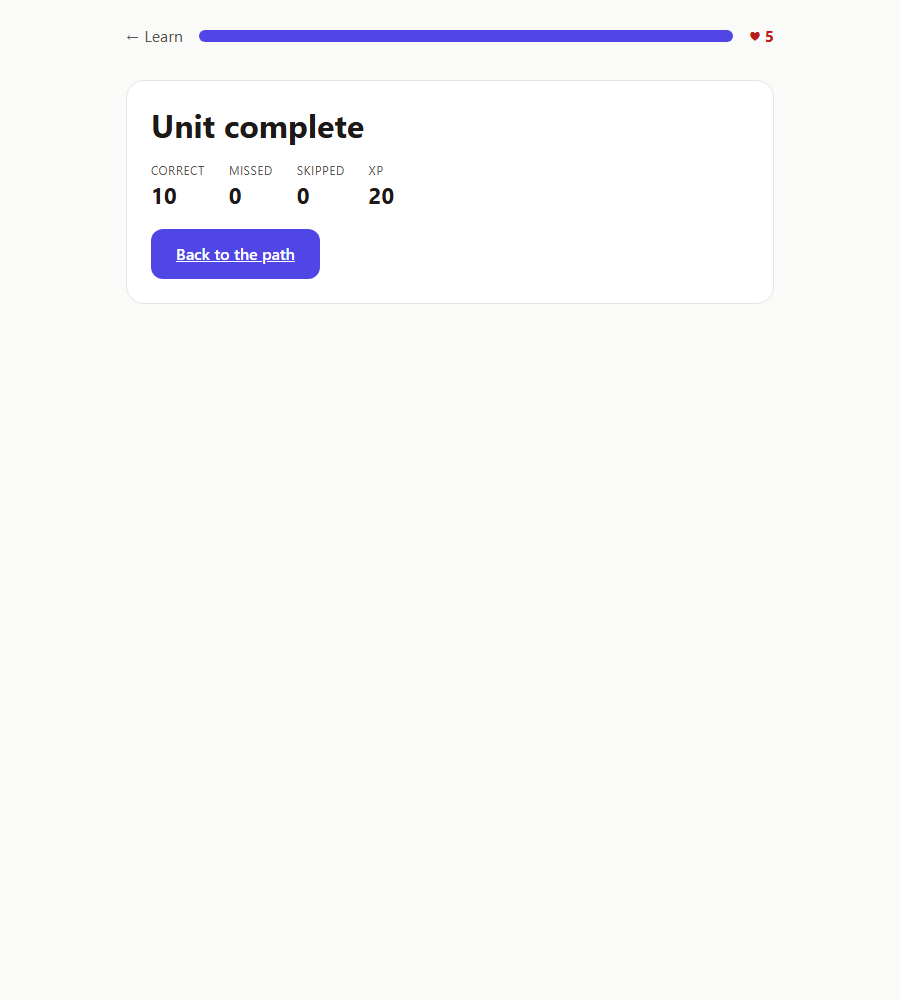 ← Learn
♥ 5
Unit complete
CORRECT MISSED SKIPPED XP
10 0 0 20
Back to the path